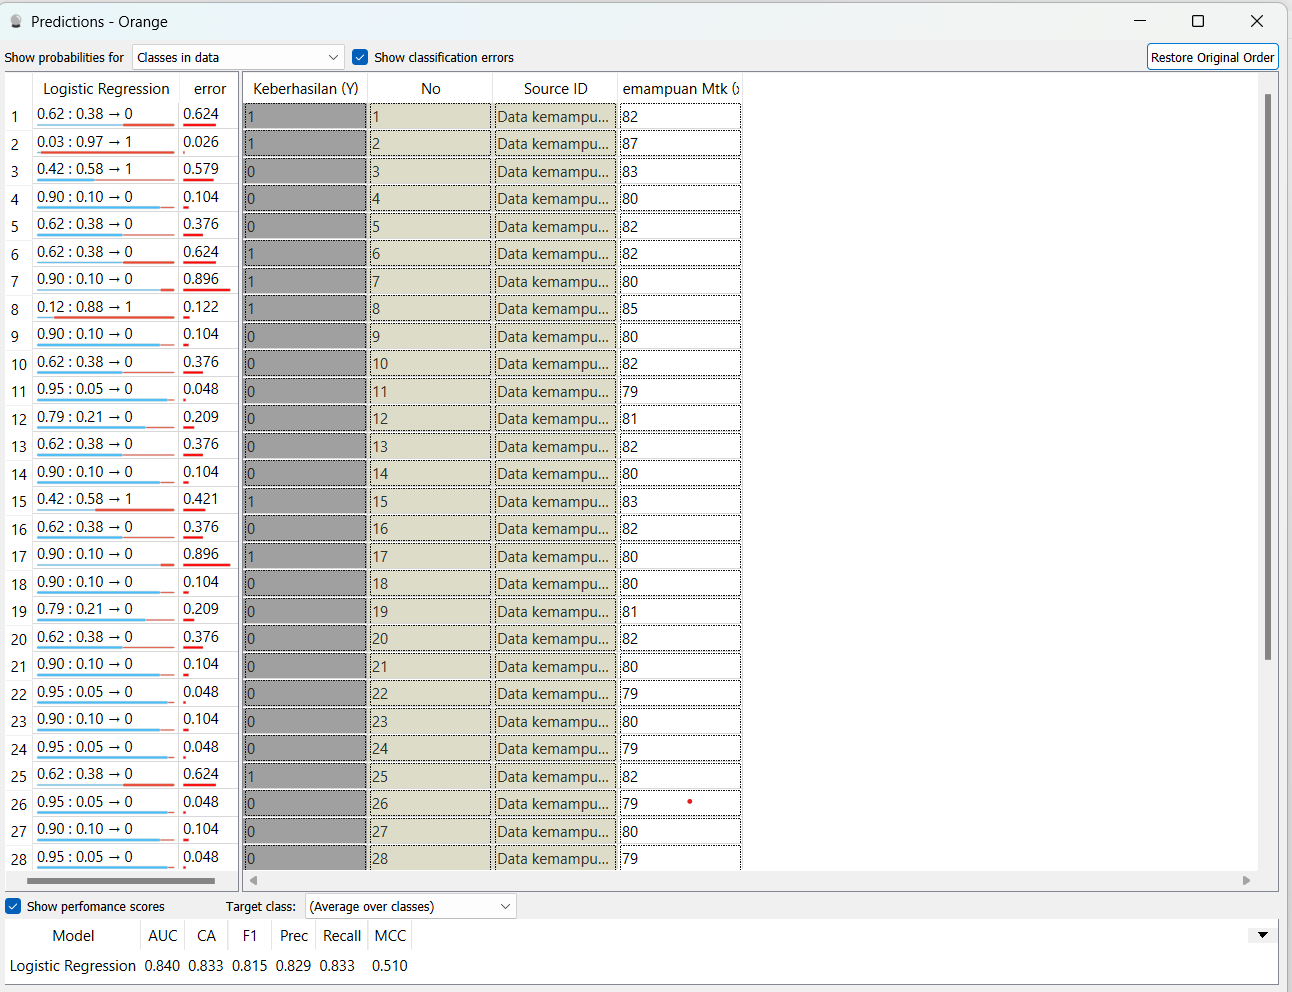 Predictions - Orange
Show probabilities for Classes in data Show classification errors Restore Original Order
Logistic Regression error Keberhasilan (Y) No Source ID emampuan Mtk (
1 0.62 : 0.38 → 0 0.624 1 1 Data kemampu... 82
2 0.03 : 0.97 → 1 0.026 1 2 Data kemampu... 87
3 0.42 : 0.58 → 1 0.579 0 3 Data kemampu... 83
4 0.90 : 0.10 → 0 0.104 0 4 Data kemampu... 80
5 0.62 : 0.38 → 0 0.376 0 5 Data kemampu... 82
6 0.62 : 0.38 → 0 0.624 1 6 Data kemampu... 82
7 0.90 : 0.10 → 0 0.896 1 7 Data kemampu... 80
8 0.12 : 0.88 → 1 0.122 1 8 Data kemampu... 85
9 0.90 : 0.10 → 0 0.104 0 9 Data kemampu... 80
10 0.62 : 0.38 → 0 0.376 0 10 Data kemampu... 82
11 0.95 : 0.05 → 0 0.048 0 11 Data kemampu... 79
12 0.79 : 0.21 → 0 0.209 0 12 Data kemampu... 81
13 0.62 : 0.38 → 0 0.376 0 13 Data kemampu... 82
14 0.90 : 0.10 → 0 0.104 0 14 Data kemampu... 80
15 0.42 : 0.58 → 1 0.421 1 15 Data kemampu... 83
16 0.62 : 0.38 → 0 0.376 0 16 Data kemampu... 82
17 0.90 : 0.10 → 0 0.896 1 17 Data kemampu... 80
18 0.90 : 0.10 → 0 0.104 0 18 Data kemampu... 80
19 0.79 : 0.21 → 0 0.209 0 19 Data kemampu... 81
20 0.62 : 0.38 → 0 0.376 0 20 Data kemampu... 82
21 0.90 : 0.10 → 0 0.104 0 21 Data kemampu... 80
22 0.95 : 0.05 → 0 0.048 0 22 Data kemampu... 79
23 0.90 : 0.10 → 0 0.104 0 23 Data kemampu... 80
24 0.95 : 0.05 → 0 0.048 0 24 Data kemampu... 79
25 0.62 : 0.38 → 0 0.624 1 25 Data kemampu... 82
26 0.95 : 0.05 → 0 0.048 0 26 Data kemampu... 79
27 0.90 : 0.10 → 0 0.104 0 27 Data kemampu... 80
28 0.95 : 0.05 → 0 0.048 0 28 Data kemampu... 79
Show perfomance scores Target class: (Average over classes)
Model AUC CA F1 Prec Recall MCC
Logistic Regression 0.840 0.833 0.815 0.829 0.833 0.510